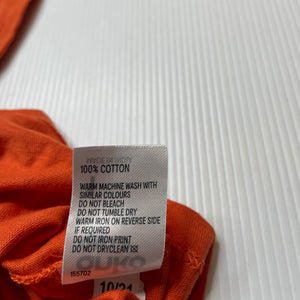 100% COTTON
WARM MACHINE WASH WITH
SIMILAR COLOURS
DO NOT BLEACH
DO NOT TUMBLE DRY
WARM IRON ON REVERSE SIDE
IF REQUIRED
DO NOT IRON PRINT
DO NOT DRYCLEAN
155702
10/21